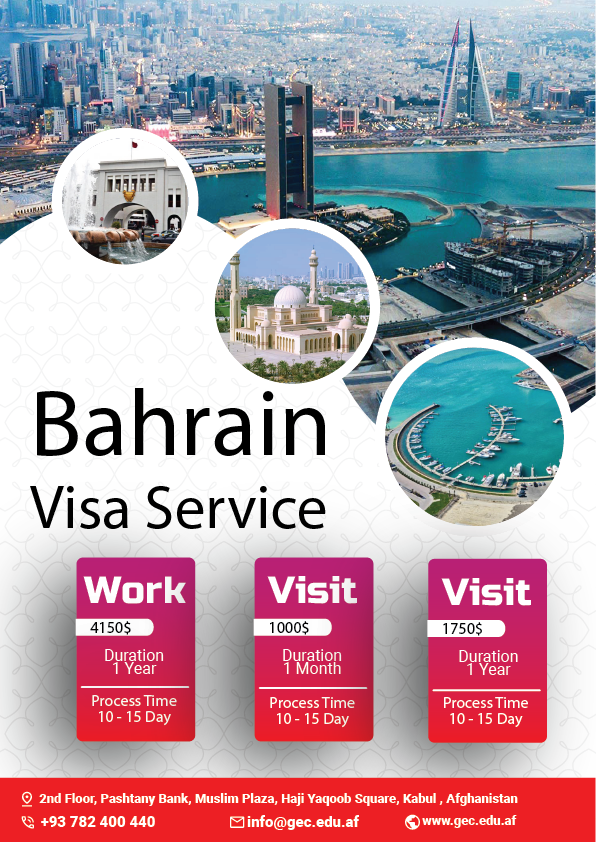 Bahrain
Visa Service
Work
4150$
Duration
1 Year
Process Time
10 - 15 Day
Visit
1000$
Duration
1 Month
Process Time
10 - 15 Day
Visit
1750$
Duration
1 Year
Process Time
10 - 15 Day
2nd Floor, Pashtany Bank, Muslim Plaza, Haji Yaqoob Square, Kabul , Afghanistan
+93 782 400 440
info@gec.edu.af
www.gec.edu.af